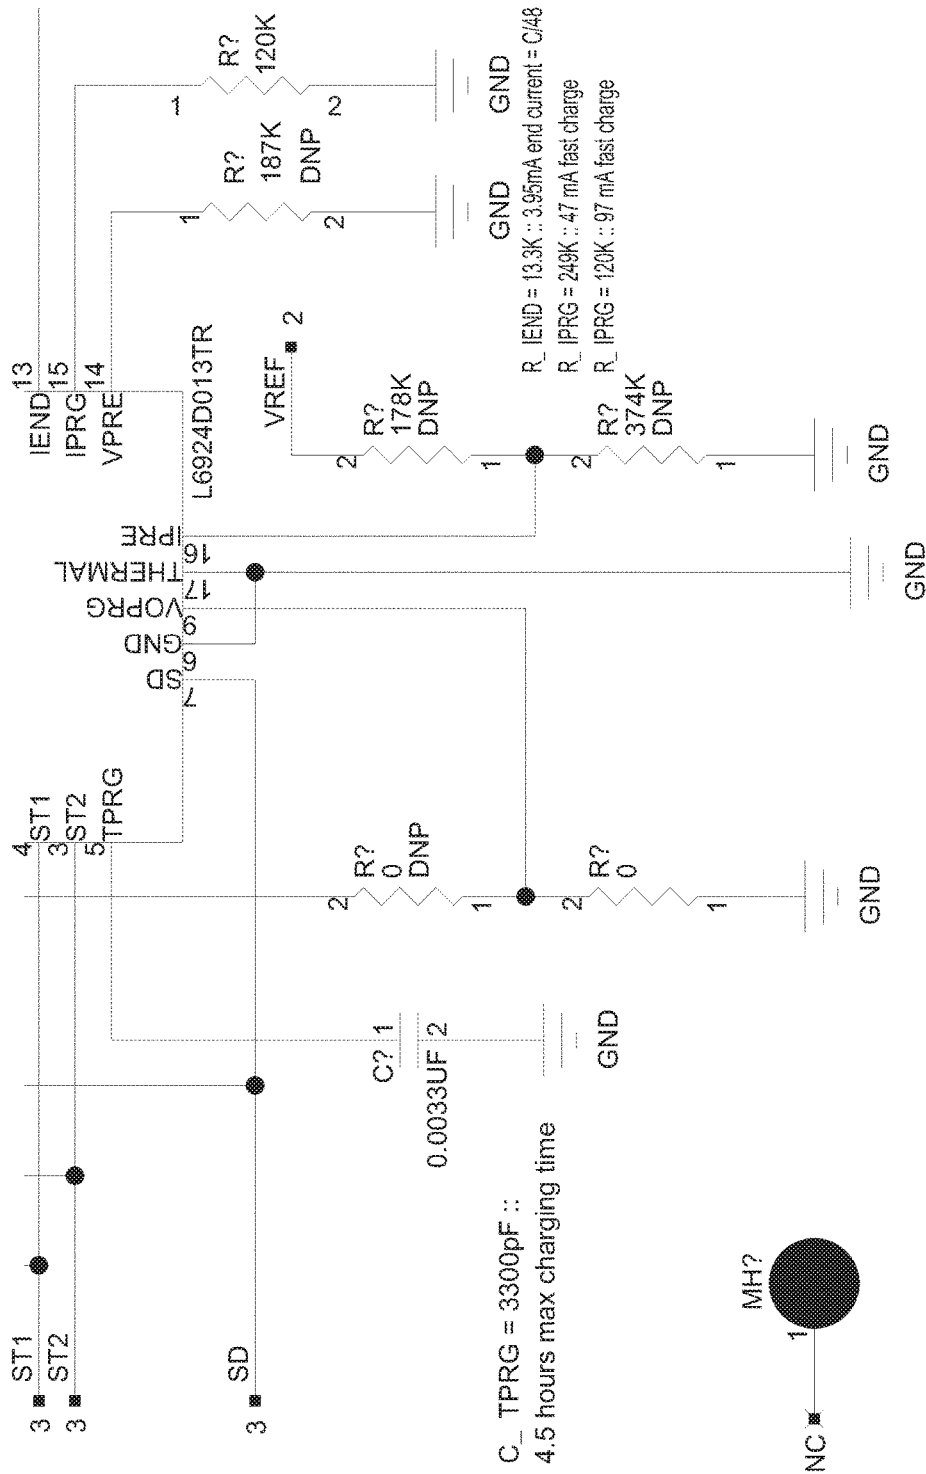 ST1
3
ST2
3
SD
3
4
ST1
3
ST2
5
TPRG
IEND
13
IPRG
15
VPRE
14
L6924D013TR
SD
7
GND
6
VOPRG
9
THERMAL
17
IPRE
16
1
R?
120K
2
GND
1
R?
187K
DNP
2
GND
VREF
2
2
R?
178K
DNP
1
2
R?
374K
DNP
1
GND
GND
2
R?
0
DNP
1
2
R?
0
1
GND
C?
1
0.0033UF
2
GND
R_ IEND = 13.3K :: 3.95mA end current = C/48
R_ IPRG = 249K :: 47 mA fast charge
R_ IPRG = 120K :: 97 mA fast charge
C_ TPRG = 3300pF ::
4.5 hours max charging time
MH?
1
NC